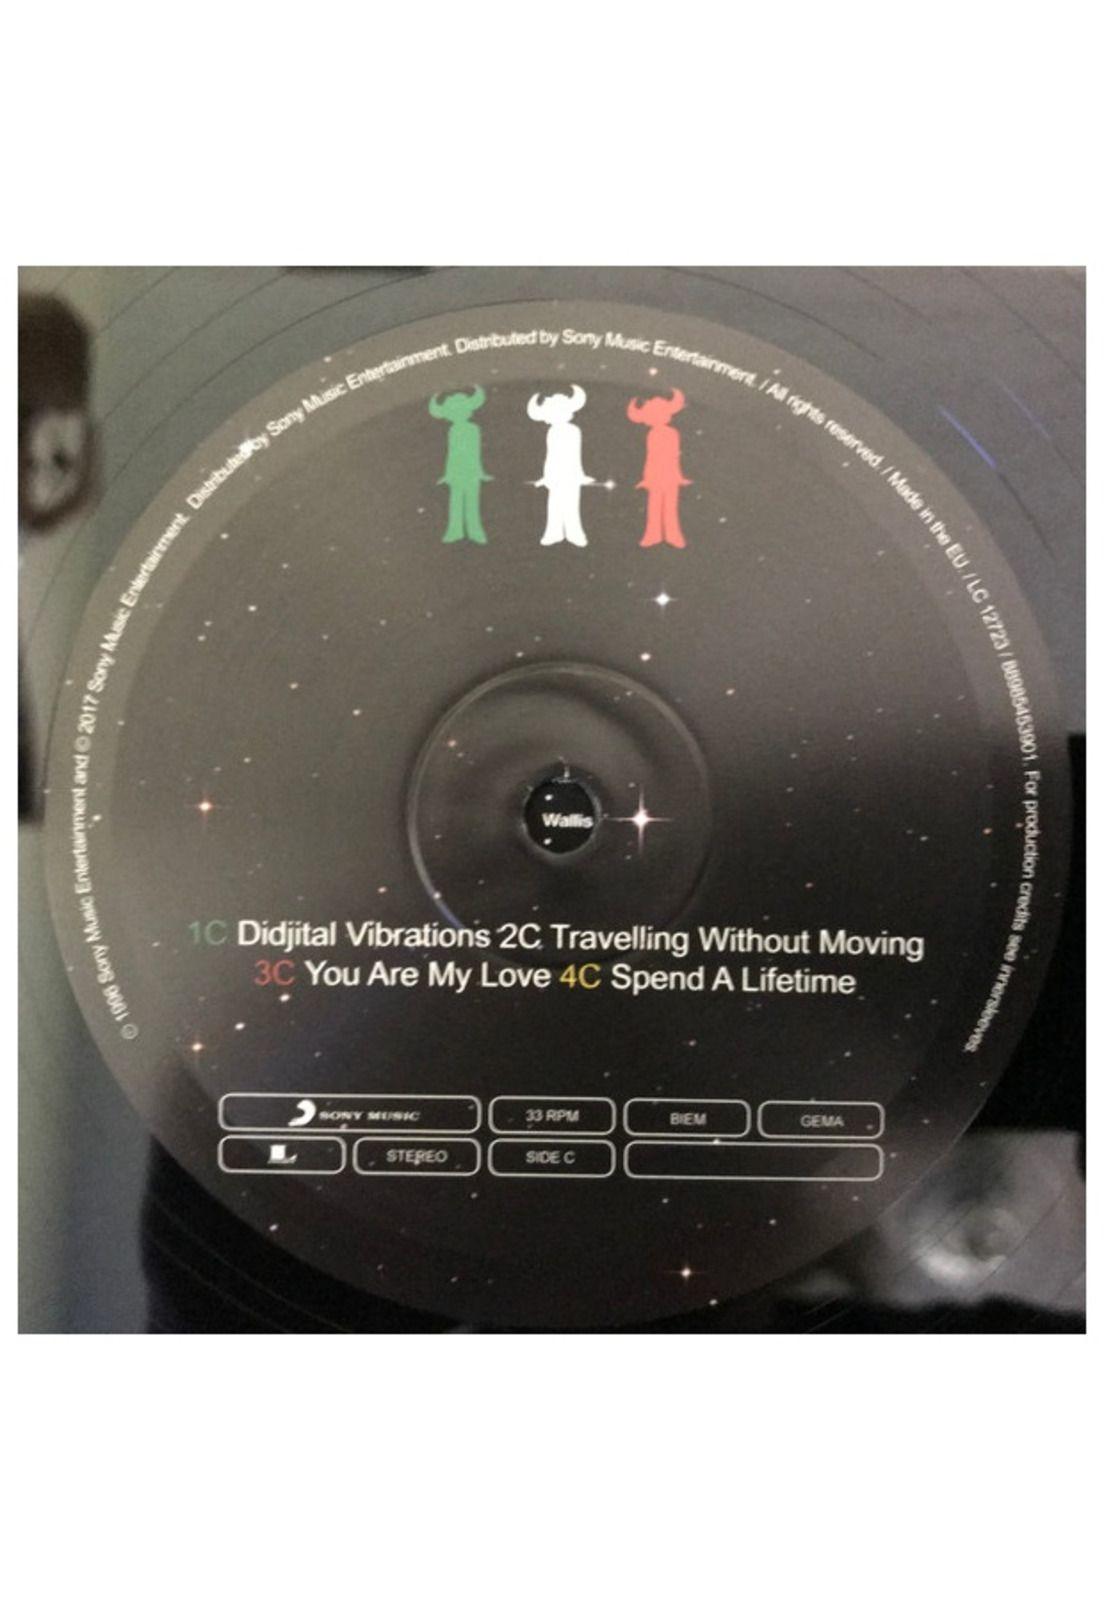 ℗ 1996 Sony Music Entertainment and © 2017 Sony Music Entertainment. Distributed by Sony Music Entertainment. Distributed by Sony Music Entertainment. / All rights reserved. / Made in the EU. / LC 12723 / 88985453901. For production credits see innersleeves.
Wallis
1C Didjital Vibrations 2C Travelling Without Moving
3C You Are My Love 4C Spend A Lifetime
SONY MUSIC 33 RPM BIEM GEMA
STEREO SIDE C